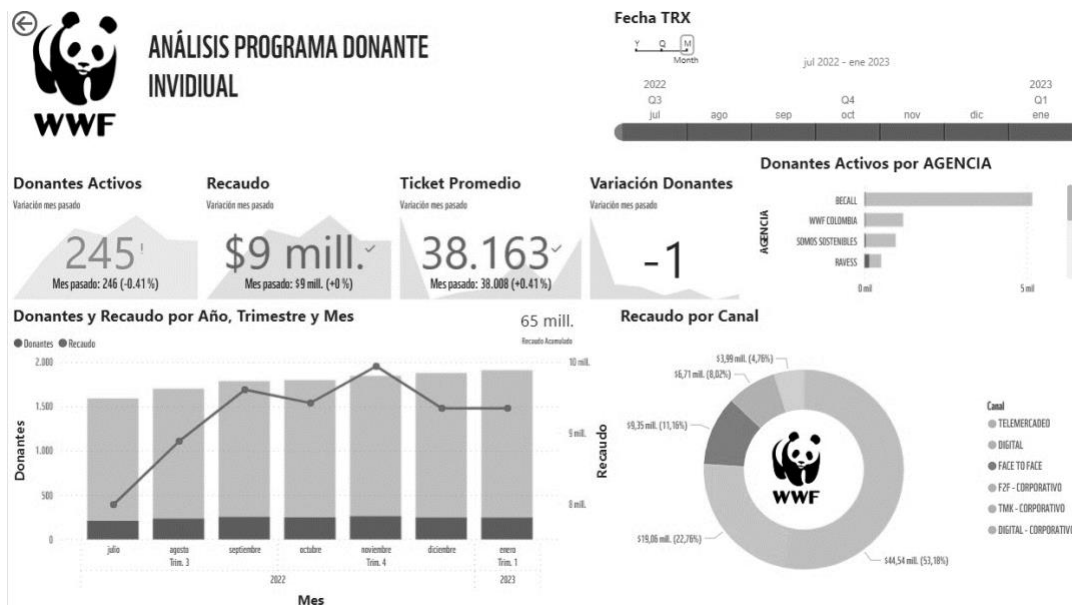 ANÁLISIS PROGRAMA DONANTE
INVIDIUAL
WWF
Fecha TRX
Y Q M
Month
jul 2022 - ene 2023
2022 2023
Q3 Q4 Q1
jul ago sep oct nov dic ene
Donantes Activos
Variación mes pasado
245!
Mes pasado: 246 (-0.41 %)
Recaudo
Variación mes pasado
$9 mill.
Mes pasado: $9 mill. (+0 %)
Ticket Promedio
Variación mes pasado
38.163
Mes pasado: 38.008 (+0.41 %)
Variación Donantes
Variación mes pasado
-1
Donantes Activos por AGENCIA
AGENCIA
BECALL
WWF COLOMBIA
SOMOS SOSTENIBLES
RAVESS
0 mil 5 mil
Donantes y Recaudo por Año, Trimestre y Mes
65 mill.
Recaudo Acumulado
Donantes Recaudo
Donantes
2.000
1.500
1.000
500
0
10 mill.
9 mill.
8 mill.
Recaudo
julio agosto septiembre octubre noviembre diciembre enero
Trim. 3 Trim. 4 Trim. 1
2022 2023
Mes
Recaudo por Canal
$3,99 mill. (4,76%)
$6,71 mill. (8,02%)
$9,35 mill. (11,16%)
$19,06 mill. (22,76%)
$44,54 mill. (53,18%)
WWF
Canal
TELEMERCADEO
DIGITAL
FACE TO FACE
F2F - CORPORATIVO
TMK - CORPORATIVO
DIGITAL - CORPORATIVO